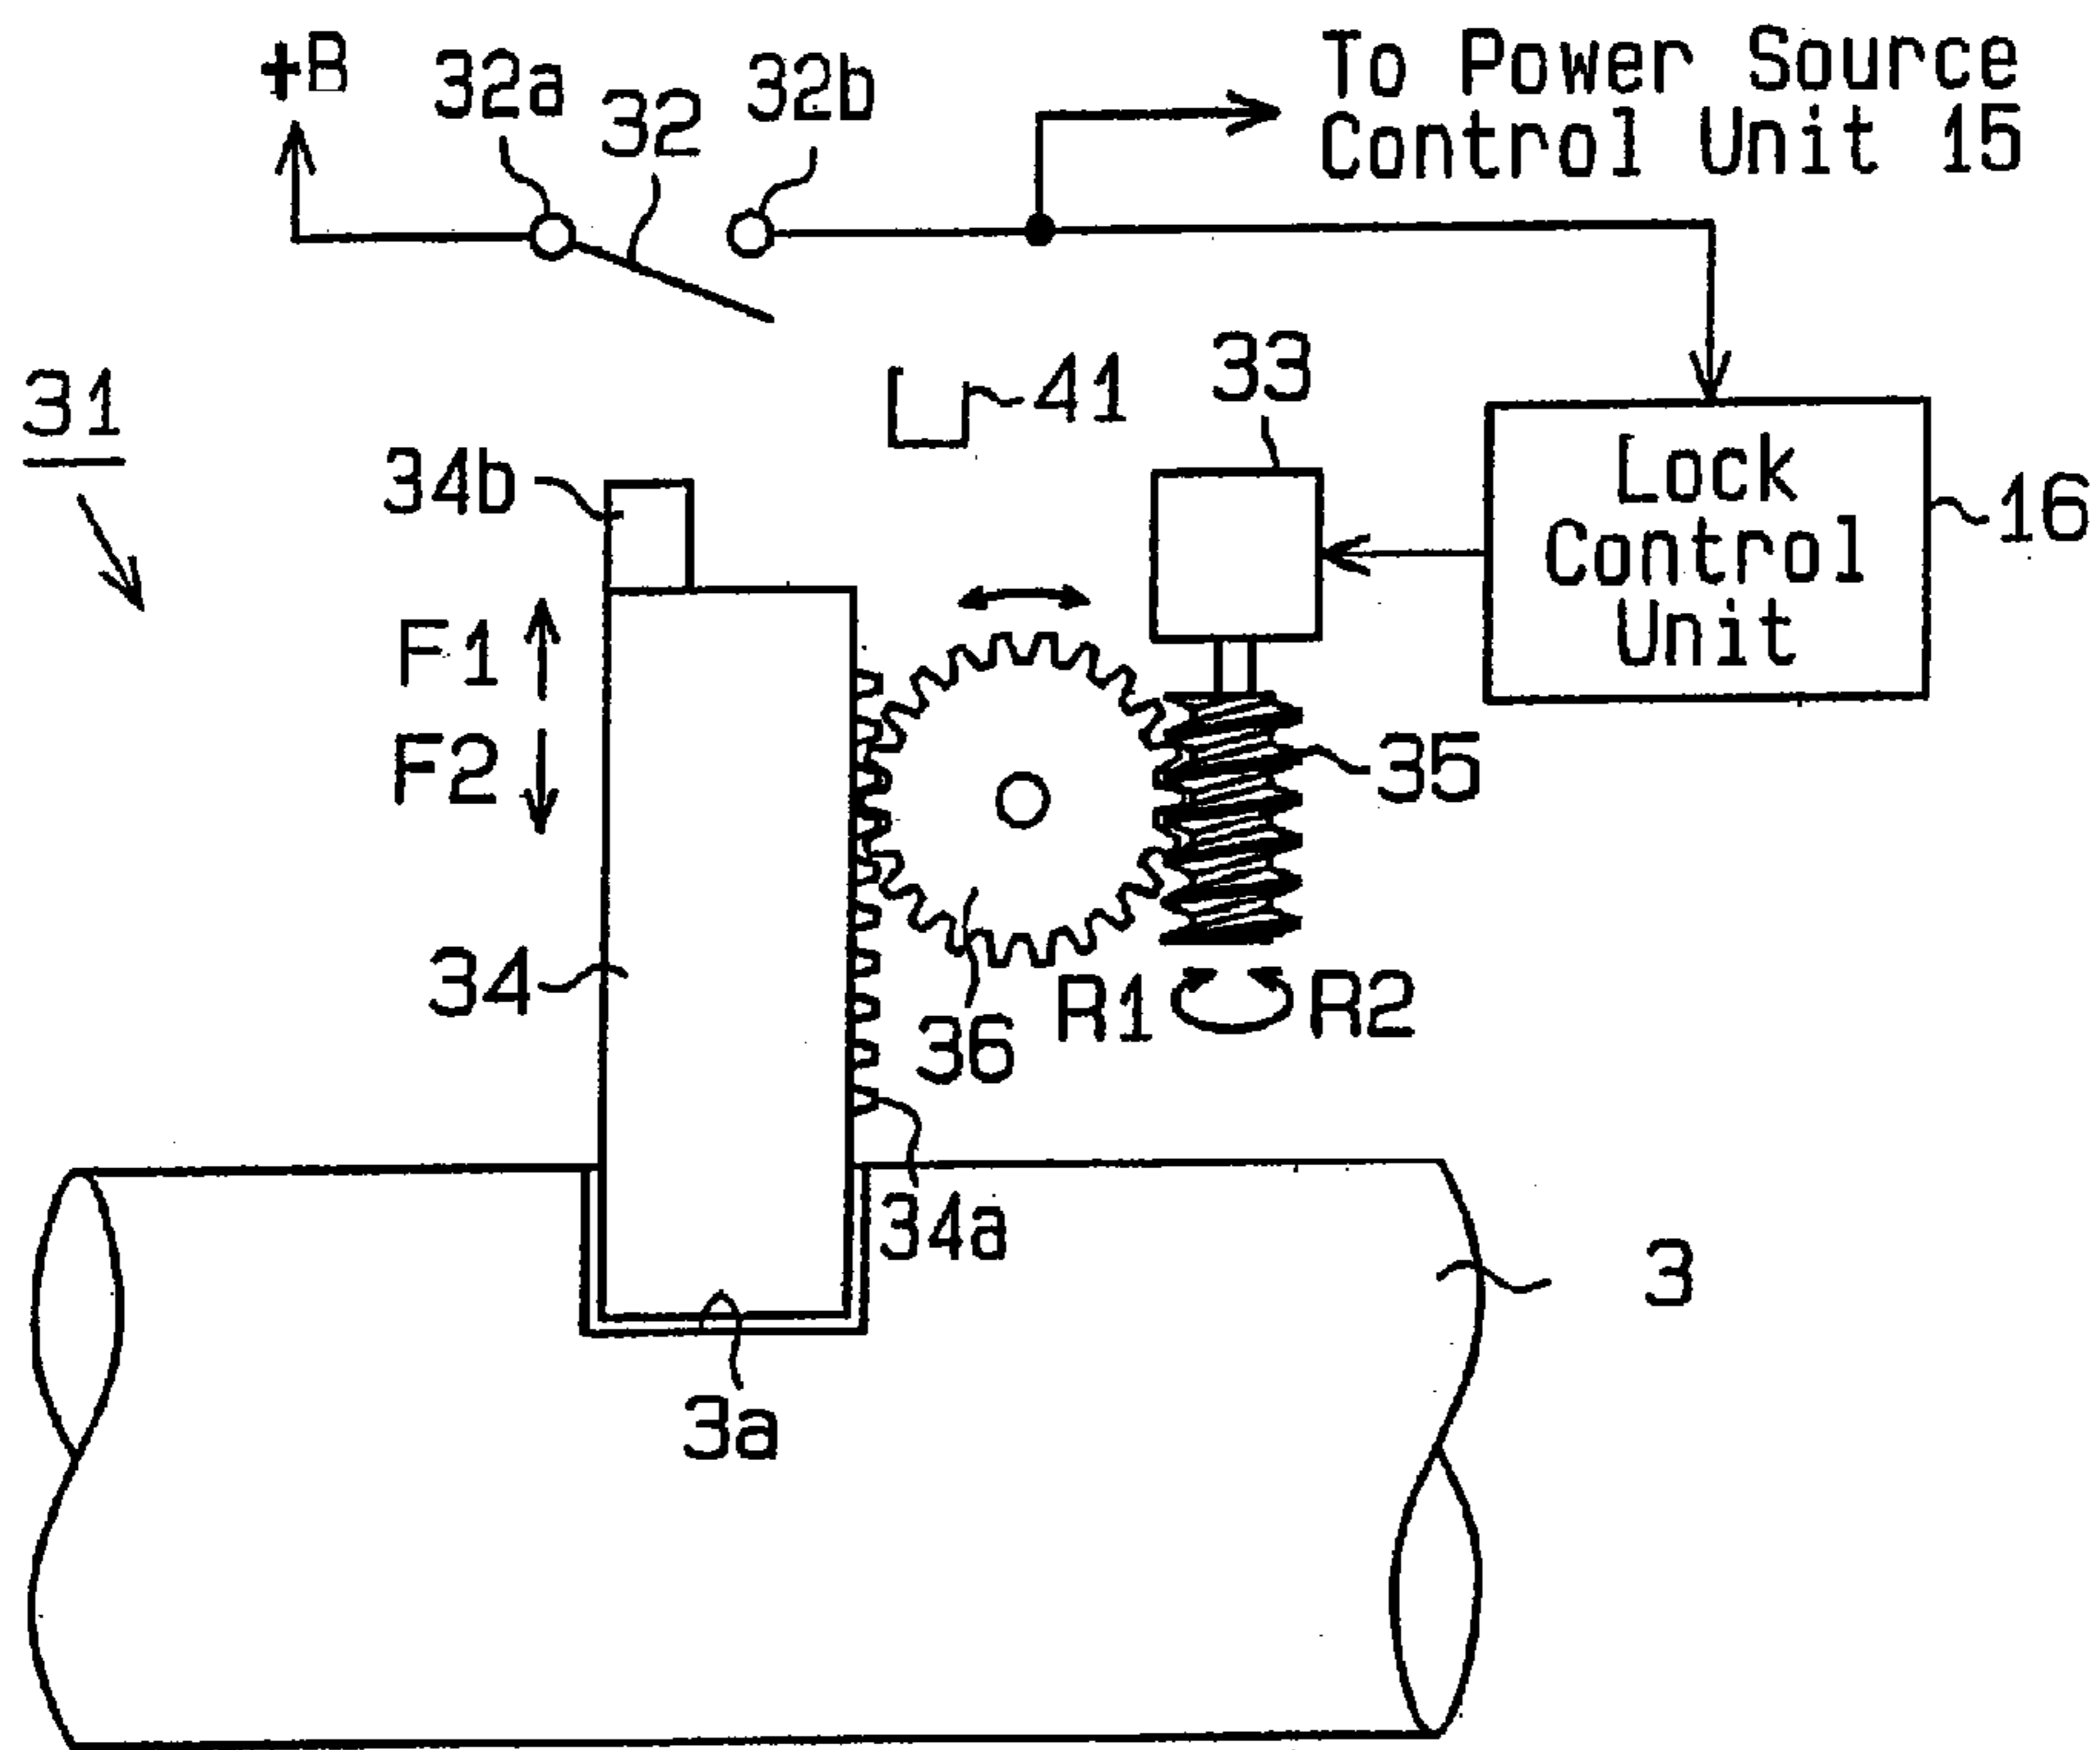 +B
32a
32
32b
To Power Source
Control Unit 15
31
41
33
34b
Lock
Control
Unit
16
F1
F2
35
34
36
R1
R2
34a
3
3a